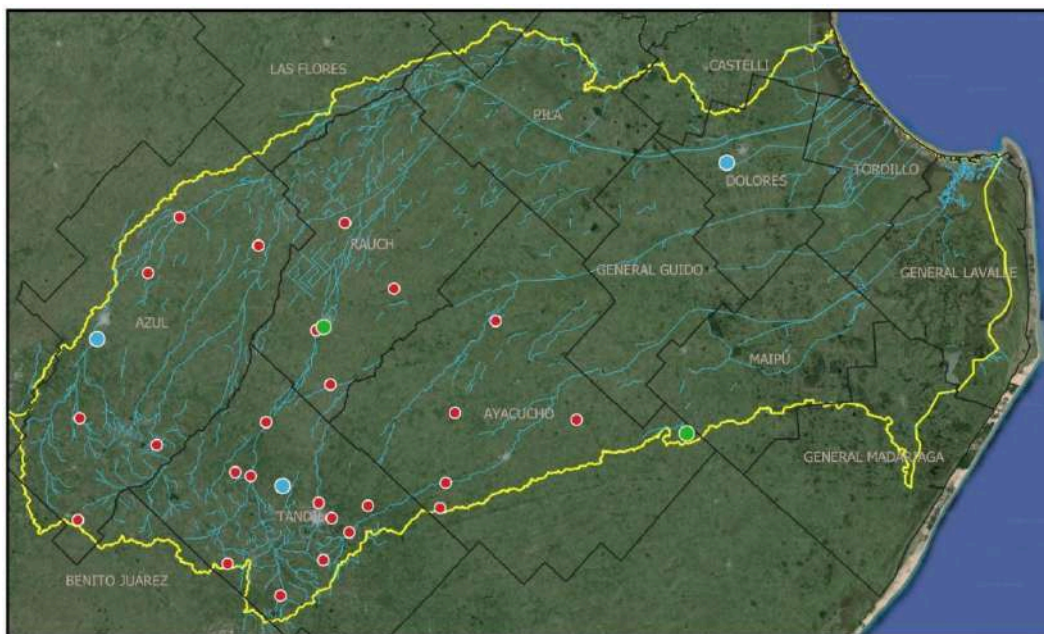 LAS FLORES
CASTELLI
PILA
DOLORES
TORDILLO
RAUCH
GENERAL GUIDO
GENERAL LAVALLE
AZUL
MAIPÚ
AYACUCHO
GENERAL MADARIAGA
TANDIL
BENITO JUÁREZ